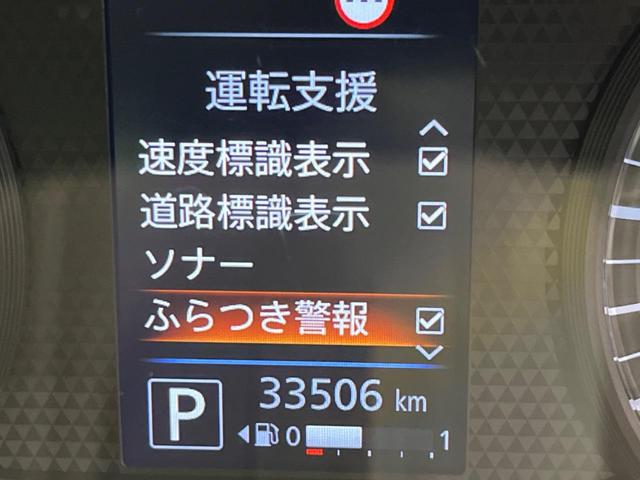 運転支援
速度標識表示
道路標識表示
ソナー
ふらつき警報
P 33506 km
0 1